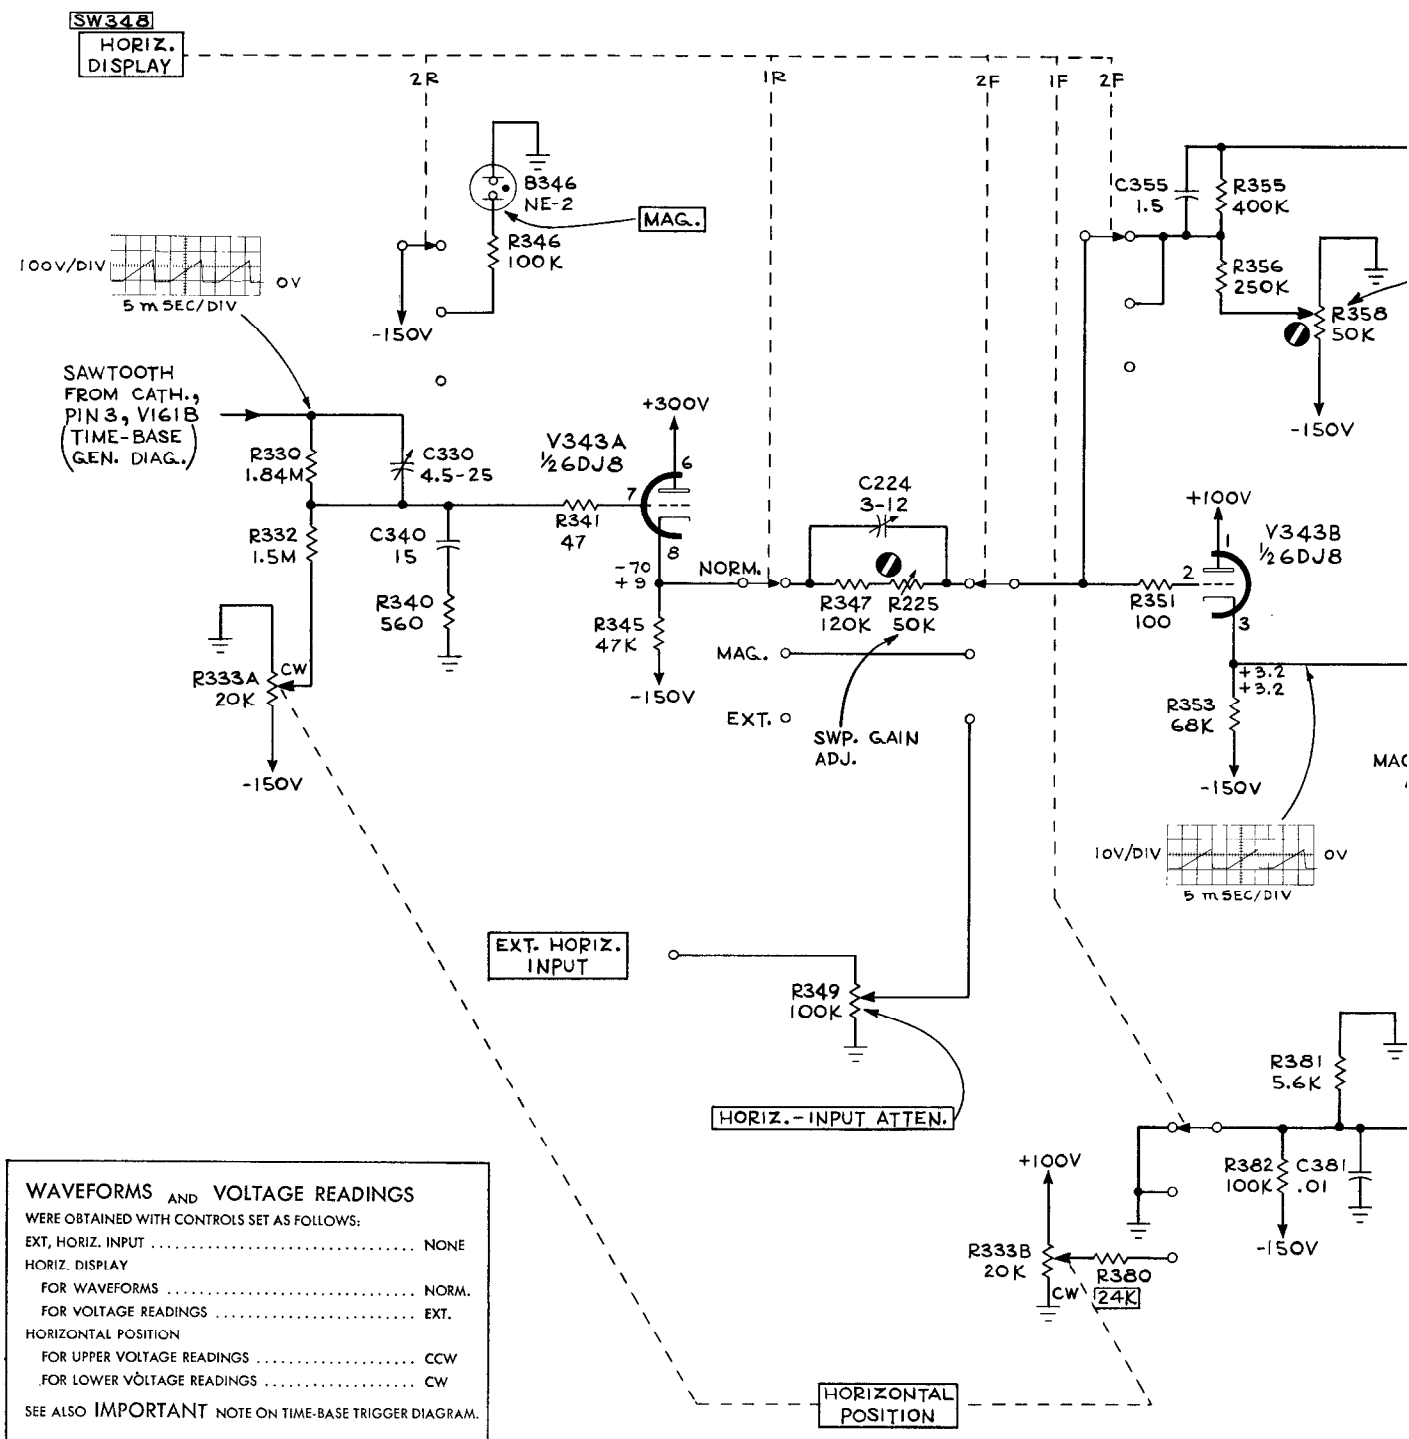 SW348
HORIZ.
DISPLAY
2R
1R
2F
1F
2F
B346
NE-2
MAG.
R346
100K
-150V
100V/DIV
0V
5 mSEC/DIV
SAWTOOTH
FROM CATH.,
PIN 3, V161B
(TIME-BASE
GEN. DIAG.)
R330
1.84M
C330
4.5-25
R332
1.5M
C340
15
R340
560
R333A
20K
CW
-150V
R341
47
V343A
½6DJ8
+300V
6
7
8
-70
+9
NORM.
R345
47K
-150V
C224
3-12
R347
120K
R225
50K
MAG.
EXT.
SWP. GAIN
ADJ.
C355
1.5
R355
400K
R356
250K
R358
50K
-150V
+100V
V343B
½6DJ8
1
2
3
R351
100
+3.2
+3.2
R353
68K
-150V
MAG
10V/DIV
0V
5 mSEC/DIV
EXT. HORIZ.
INPUT
R349
100K
HORIZ.-INPUT ATTEN.
R381
5.6K
R382
100K
C381
.01
-150V
+100V
R333B
20K
CW
R380
24K
HORIZONTAL
POSITION
WAVEFORMS AND VOLTAGE READINGS
WERE OBTAINED WITH CONTROLS SET AS FOLLOWS:
EXT, HORIZ. INPUT ................................ NONE
HORIZ. DISPLAY
FOR WAVEFORMS ............................... NORM.
FOR VOLTAGE READINGS ........................ EXT.
HORIZONTAL POSITION
FOR UPPER VOLTAGE READINGS ................... CCW
FOR LOWER VOLTAGE READINGS ................... CW
SEE ALSO IMPORTANT NOTE ON TIME-BASE TRIGGER DIAGRAM.